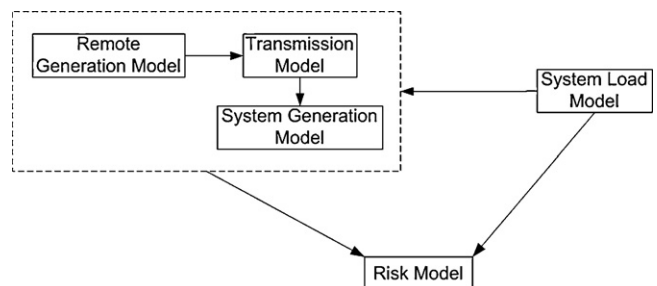 Remote
Generation Model
Transmission
Model
System Generation
Model
System Load
Model
Risk Model